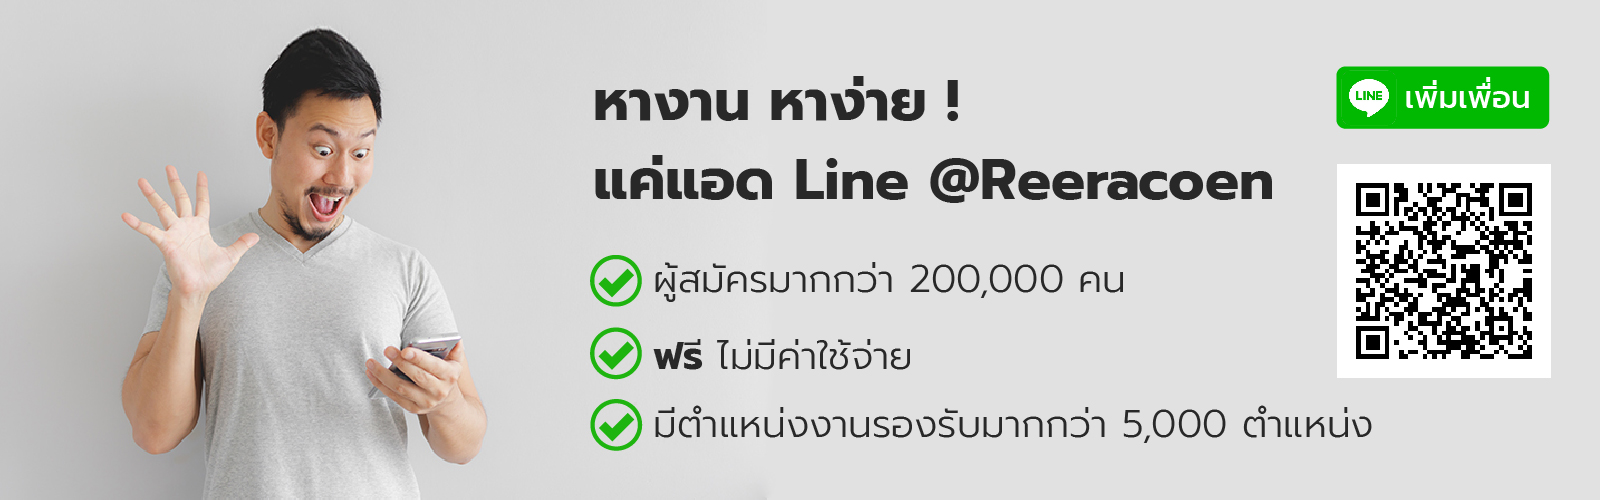 หางาน หาง่าย !
แค่แอด Line @Reeracoen
ผู้สมัครมากกว่า 200,000 คน
ฟรี ไม่มีค่าใช้จ่าย
มีตำแหน่งงานรองรับมากกว่า 5,000 ตำแหน่ง
LINE เพิ่มเพื่อน